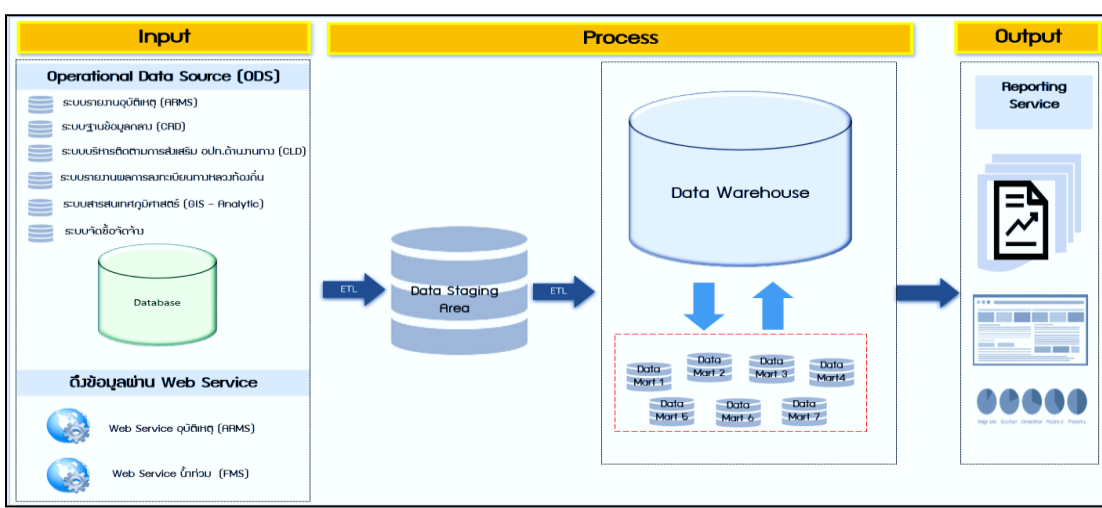 Input
Process
Output
Operational Data Source (ODS)
ระบบรายงานอุบัติเหตุ (ARMS)
ระบบฐานข้อมูลกลาง (CRD)
ระบบบริหารติดตามการส่งเสริม อปท.ด้านงานทาง (CLD)
ระบบรายงานผลการลงทะเบียนทางหลวงท้องถิ่น
ระบบสารสนเทศภูมิศาสตร์ (GIS - Analytic)
ระบบจัดซื้อจัดจ้าง
Database
ดึงข้อมูลผ่าน Web Service
Web Service อุบัติเหตุ (ARMS)
Web Service น้ำท่วม (FMS)
ETL
Data Staging
Area
ETL
Data Warehouse
Data
Mart 1
Data
Mart 2
Data
Mart 3
Data
Mart4
Data
Mart 5
Data
Mart 6
Data
Mart 7
Reporting
Service